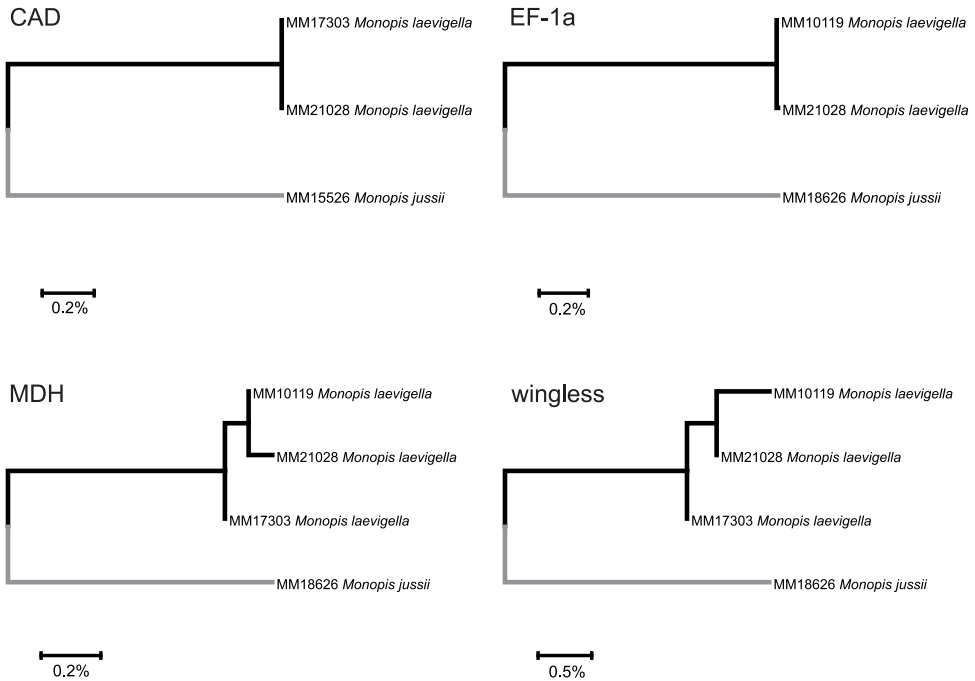 CAD
MM17303 Monopis laevigella
MM21028 Monopis laevigella
MM15526 Monopis jussii
0.2%
EF-1a
MM10119 Monopis laevigella
MM21028 Monopis laevigella
MM18626 Monopis jussii
0.2%
MDH
MM10119 Monopis laevigella
MM21028 Monopis laevigella
MM17303 Monopis laevigella
MM18626 Monopis jussii
0.2%
wingless
MM10119 Monopis laevigella
MM21028 Monopis laevigella
MM17303 Monopis laevigella
MM18626 Monopis jussii
0.5%